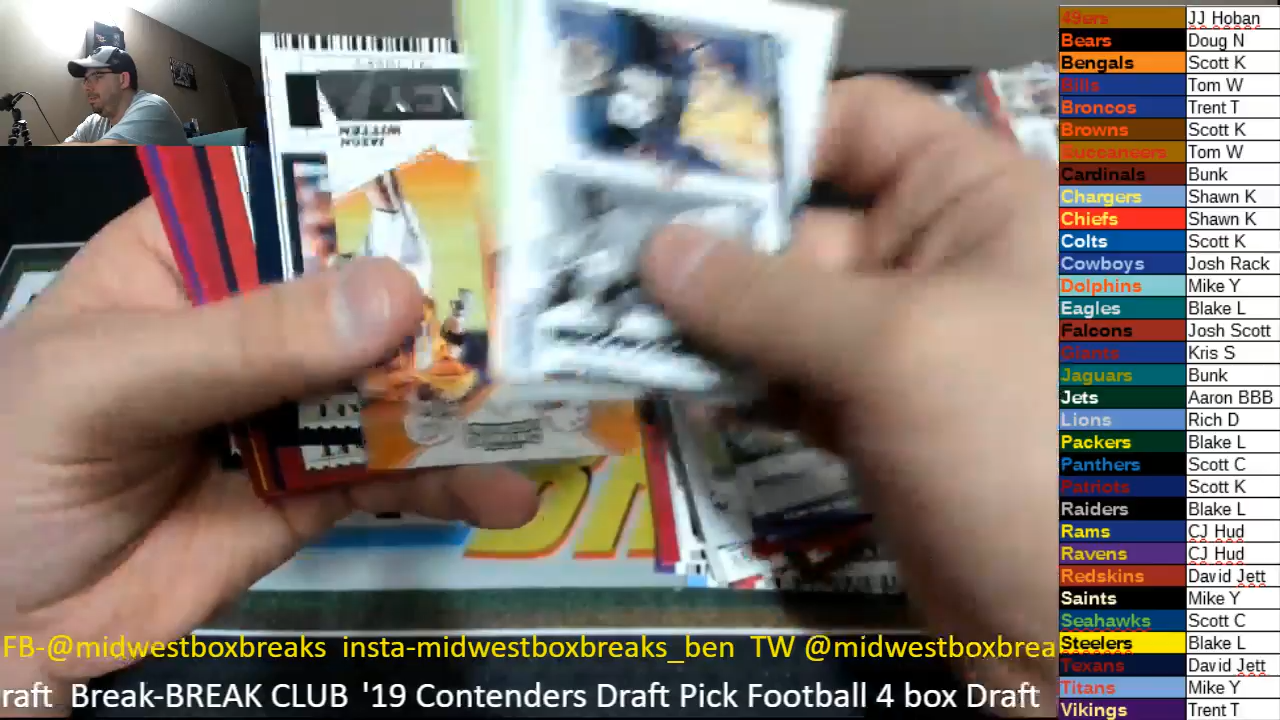 49ers JJ Hoban
Bears Doug N
Bengals Scott K
Bills Tom W
Broncos Trent T
Browns Scott K
Buccaneers Tom W
Cardinals Bunk
Chargers Shawn K
Chiefs Shawn K
Colts Scott K
Cowboys Josh Rack
Dolphins Mike Y
Eagles Blake L
Falcons Josh Scott
Giants Kris S
Jaguars Bunk
Jets Aaron BBB
Lions Rich D
Packers Blake L
Panthers Scott C
Patriots Scott K
Raiders Blake L
Rams CJ Hud
Ravens CJ Hud
Redskins David Jett
Saints Mike Y
Seahawks Scott C
Steelers Blake L
Texans David Jett
Titans Mike Y
Vikings Trent T
FB-@midwestboxbreaks insta-midwestboxbreaks_ben TW @midwestboxbrea
raft Break-BREAK CLUB '19 Contenders Draft Pick Football 4 box Draft